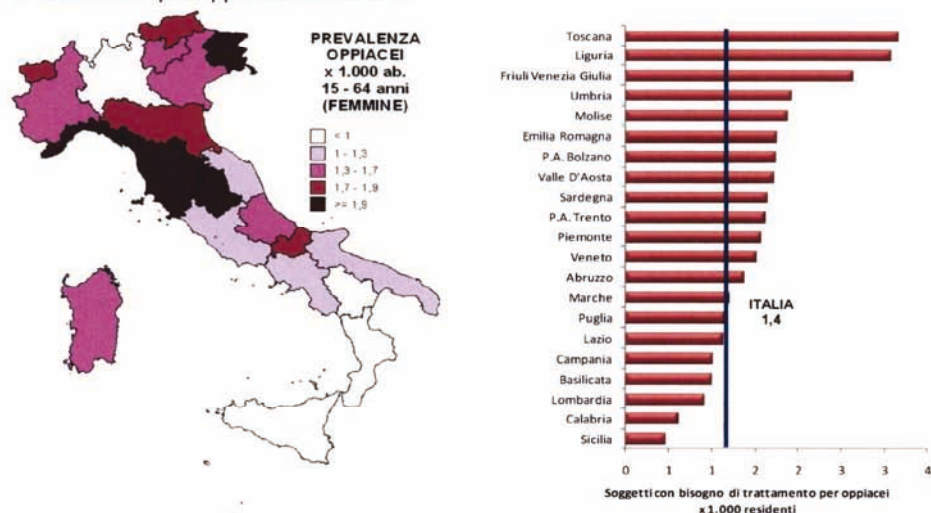 PREVALENZA
OPPIACEI
x 1.000 ab.
15 - 64 anni
(FEMMINE)
< 1
1 - 1,3
1,3 - 1,7
1,7 - 1,9
>= 1,9
Toscana
Liguria
Friuli Venezia Giulia
Umbria
Molise
Emilia Romagna
P.A. Bolzano
Valle D'Aosta
Sardegna
P.A. Trento
Piemonte
Veneto
Abruzzo
Marche
Puglia
Lazio
Campania
Basilicata
Lombardia
Calabria
Sicilia
ITALIA
1,4
0 1 1 2 2 3 3 4
Soggetti con bisogno di trattamento per oppiacei
x 1.000 residenti